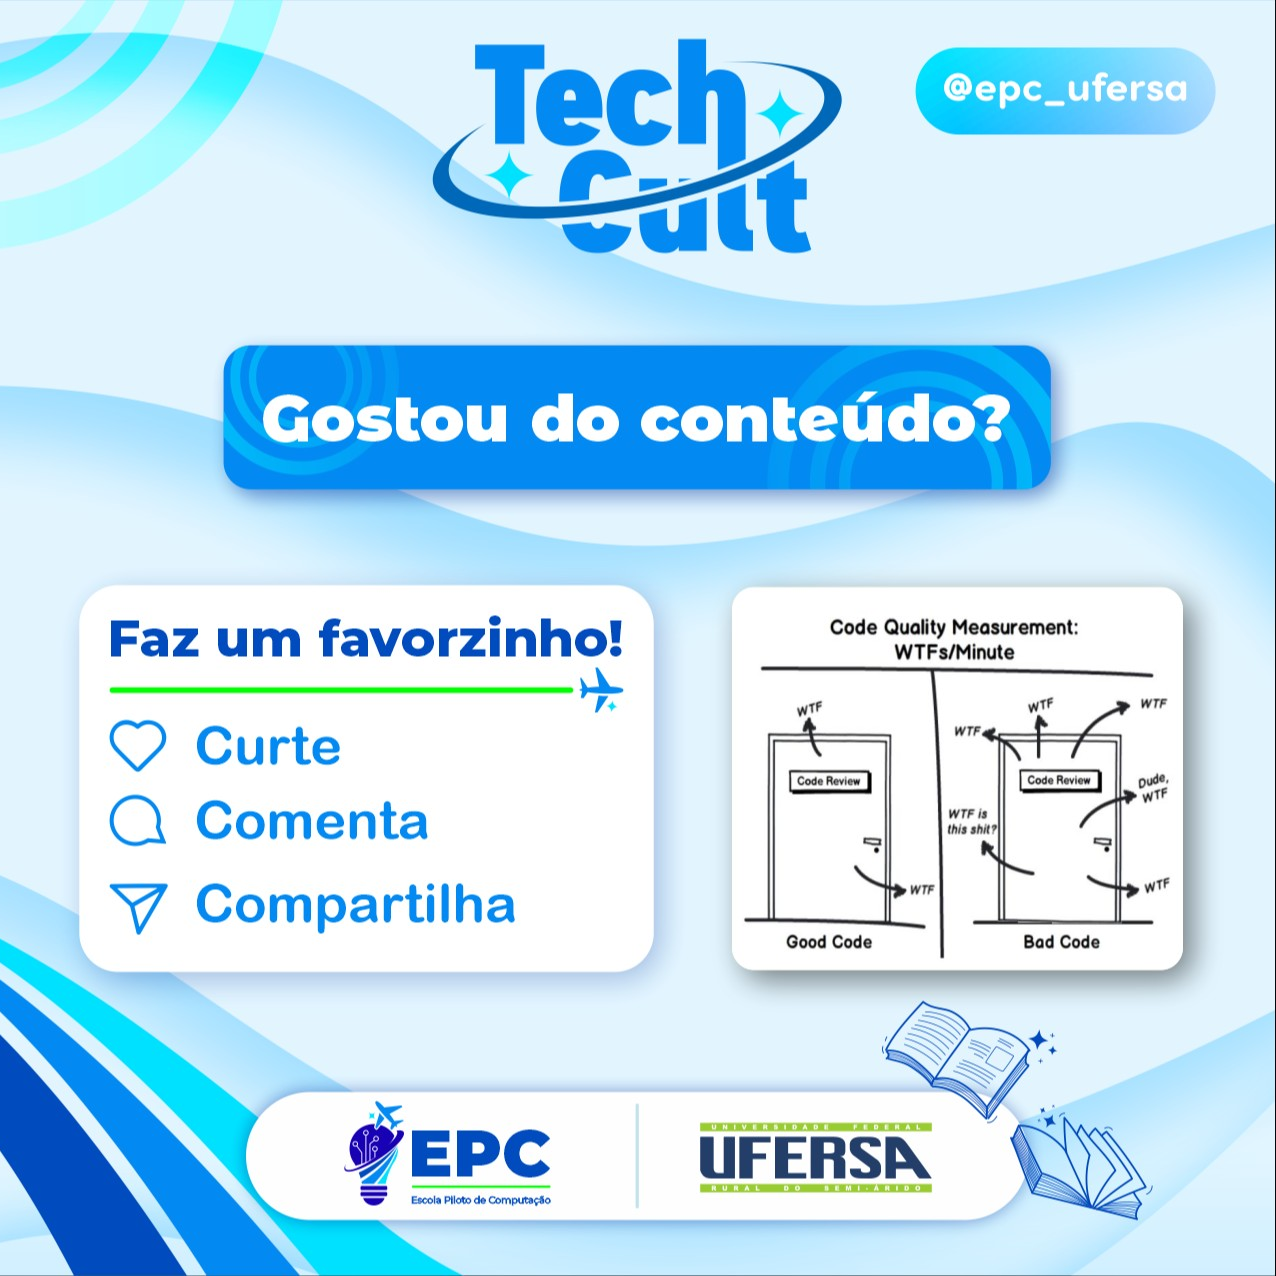 Tech
Cult
@epc_ufersa
Gostou do conteúdo?
Faz um favorzinho!
Curte
Comenta
Compartilha
Code Quality Measurement:
WTFs/Minute
WTF
Code Review
WTF
Good Code
WTF
WTF
WTF
Code Review
Dude,
WTF
WTF is
this shit?
WTF
Bad Code
EPC
Escola Piloto de Computação
UNIVERSIDADE FEDERAL
UFERSA
RURAL DO SEMI-ÁRIDO